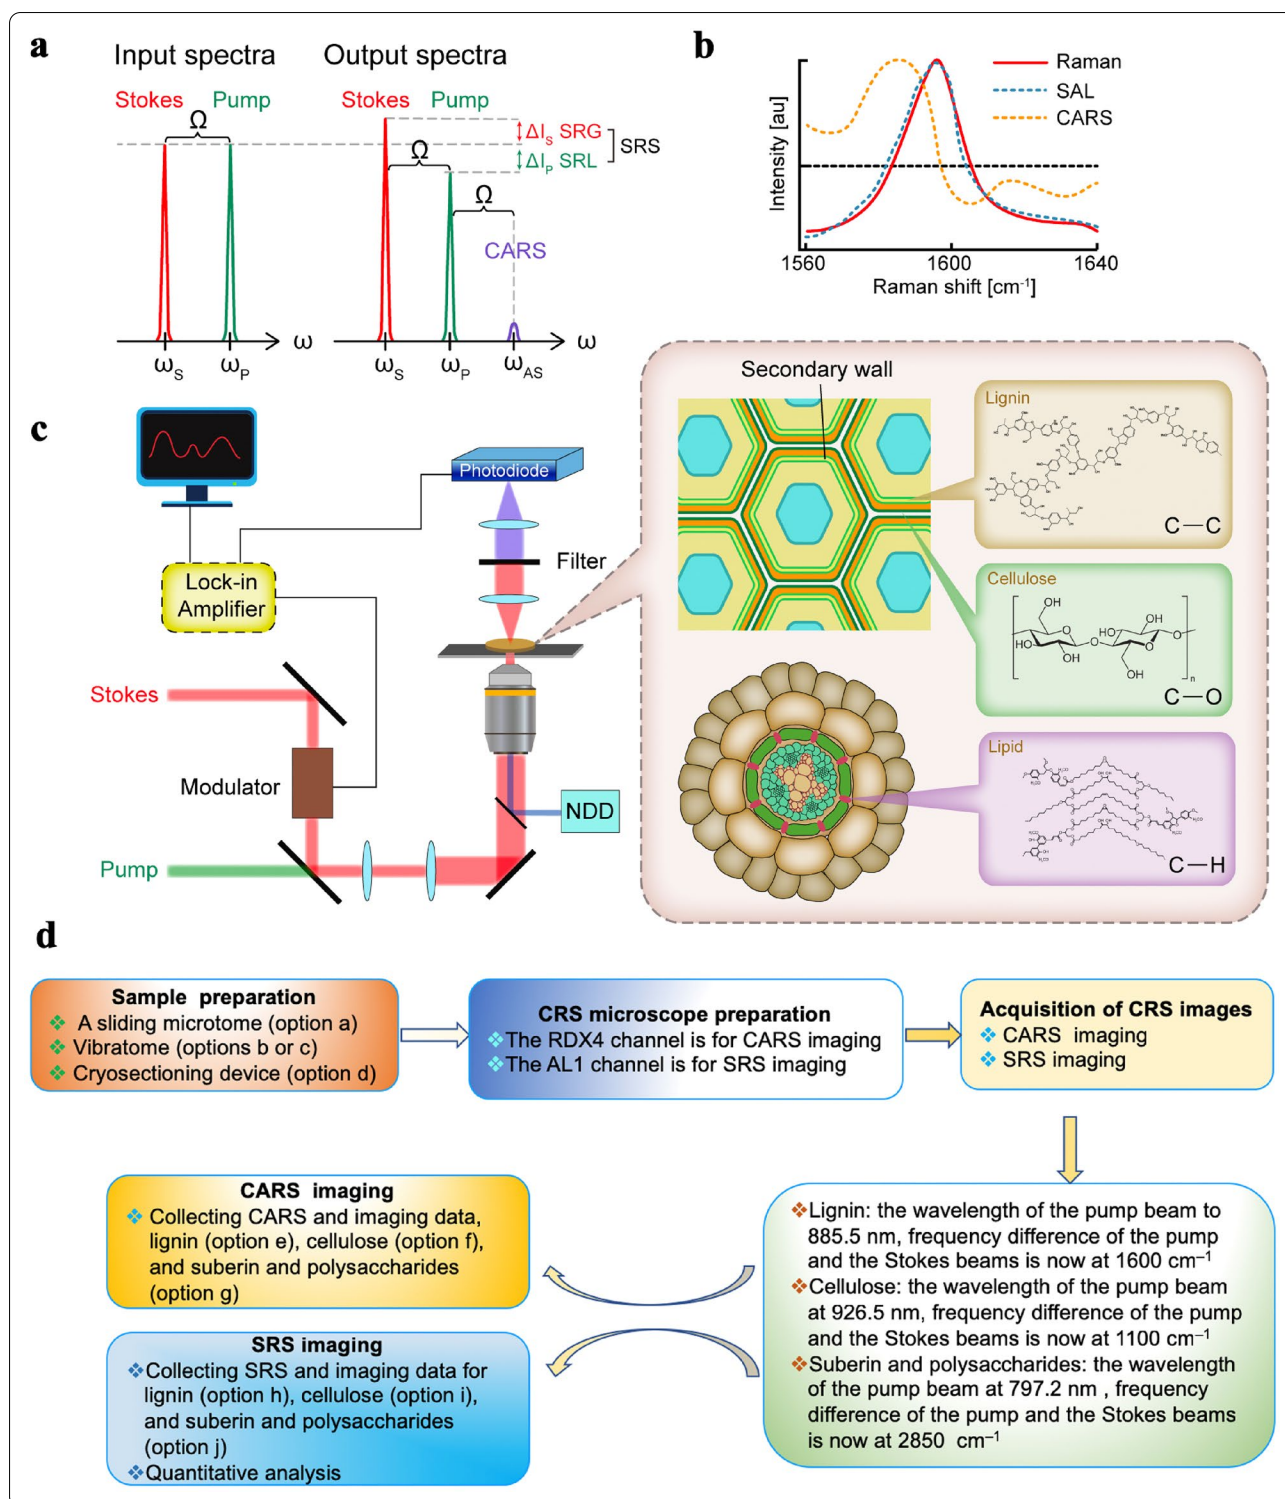 a
Input spectra
Output spectra
Stokes
Pump
Ω
ω
ωS
ωP
Stokes
Pump
ΔIS SRG
ΔIP SRL
SRS
Ω
Ω
CARS
ω
ωS
ωP
ωAS
b
Raman
SAL
CARS
Intensity [au]
1560
1600
1640
Raman shift [cm⁻¹]
c
Photodiode
Filter
Lock-in
Amplifier
Stokes
Modulator
Pump
NDD
Secondary wall
Lignin
C—C
Cellulose
OH
OH
HO
HO
OH
O
OH
HO
O
O
OH
n
C—O
Lipid
C—H
d
Sample preparation
❖ A sliding microtome (option a)
❖ Vibratome (options b or c)
❖ Cryosectioning device (option d)
CRS microscope preparation
❖The RDX4 channel is for CARS imaging
❖The AL1 channel is for SRS imaging
Acquisition of CRS images
❖ CARS imaging
❖ SRS imaging
❖Lignin: the wavelength of the pump beam to
885.5 nm, frequency difference of the pump
and the Stokes beams is now at 1600 cm⁻¹
❖Cellulose: the wavelength of the pump beam
at 926.5 nm, frequency difference of the pump
and the Stokes beams is now at 1100 cm⁻¹
❖Suberin and polysaccharides: the wavelength
of the pump beam at 797.2 nm , frequency
difference of the pump and the Stokes beams
is now at 2850 cm⁻¹
CARS imaging
❖ Collecting CARS and imaging data,
lignin (option e), cellulose (option f),
and suberin and polysaccharides
(option g)
SRS imaging
❖Collecting SRS and imaging data for
lignin (option h), cellulose (option i),
and suberin and polysaccharides
(option j)
❖Quantitative analysis